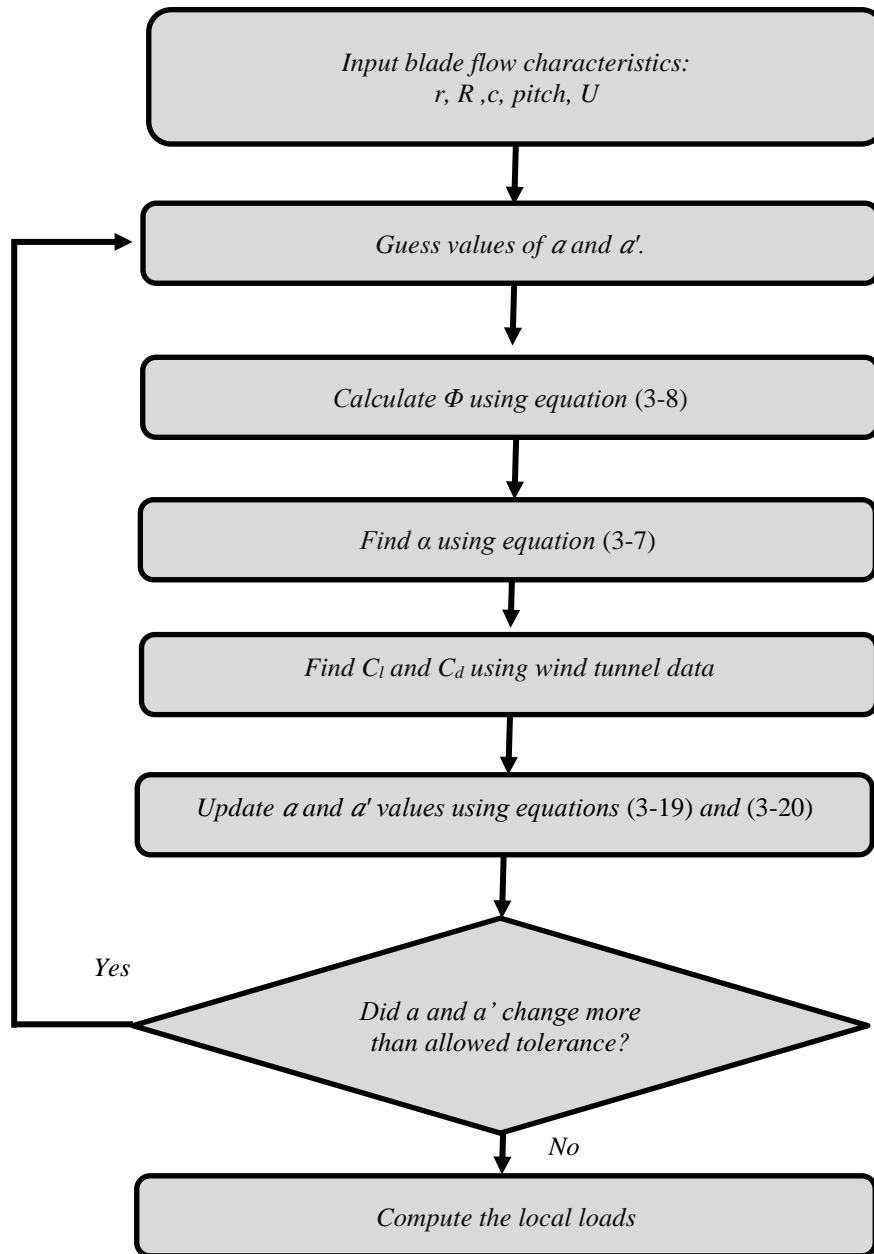 Input blade flow characteristics:
r, R ,c, pitch, U
Guess values of a and a′.
Calculate Φ using equation (3-8)
Find α using equation (3-7)
Find Cl and Cd using wind tunnel data
Update a and a′ values using equations (3-19) and (3-20)
Yes
Did a and a’ change more
than allowed tolerance?
No
Compute the local loads